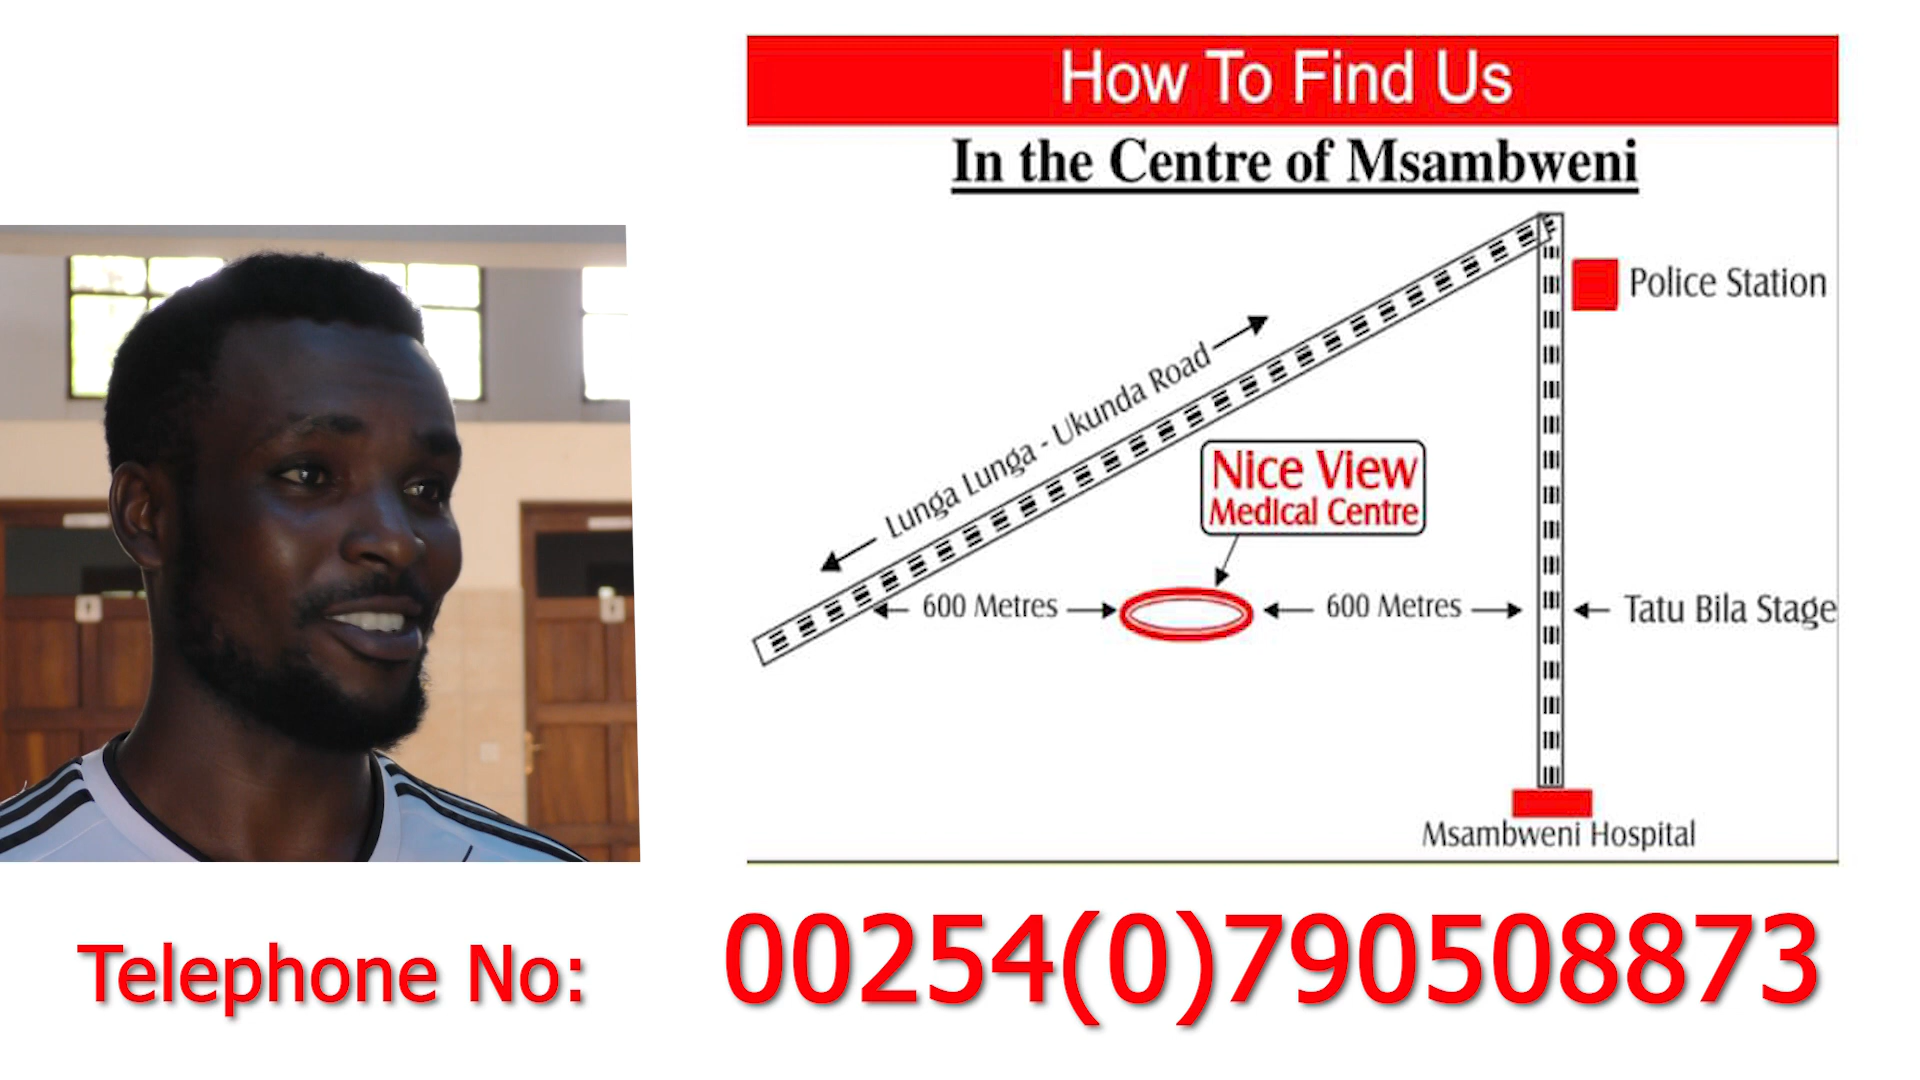 How To Find Us
In the Centre of Msambweni
Police Station
Lunga Lunga - Ukunda Road
Nice View
Medical Centre
600 Metres
600 Metres
Tatu Bila Stage
Msambweni Hospital
Telephone No: 00254(0)790508873